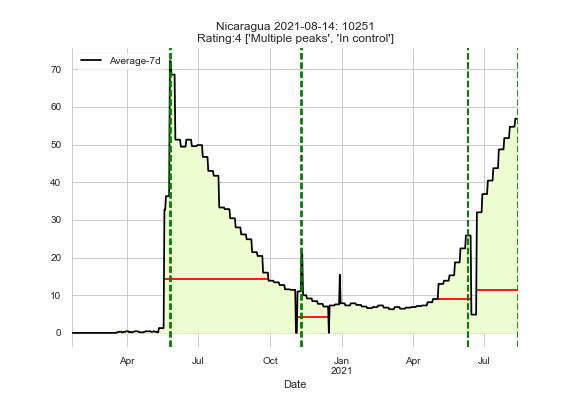 Nicaragua 2021-08-14: 10251
Rating:4 ['Multiple peaks', 'In control']
Average-7d
70
60
50
40
30
20
10
0
Apr Jul Oct Jan Apr Jul
2021
Date